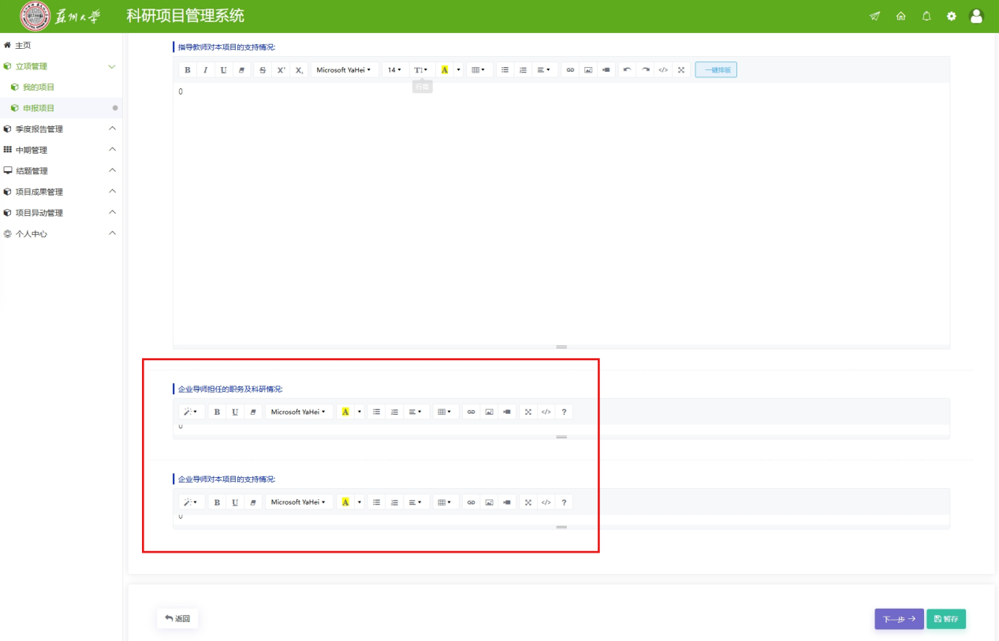 蘇州大學
科研项目管理系统
主页
立项管理
我的项目
申报项目
季度报告管理
中期管理
结题管理
项目成果管理
项目异动管理
个人中心
指导教师对本项目的支持情况:
B I U S X² X₂ Microsoft YaHei 14 T A </> 一键排版
行高
0
企业导师担任的职务及科研情况:
B U Microsoft YaHei A </> ?
0
企业导师对本项目的支持情况:
B U Microsoft YaHei A </> ?
0
返回
下一步
暂存